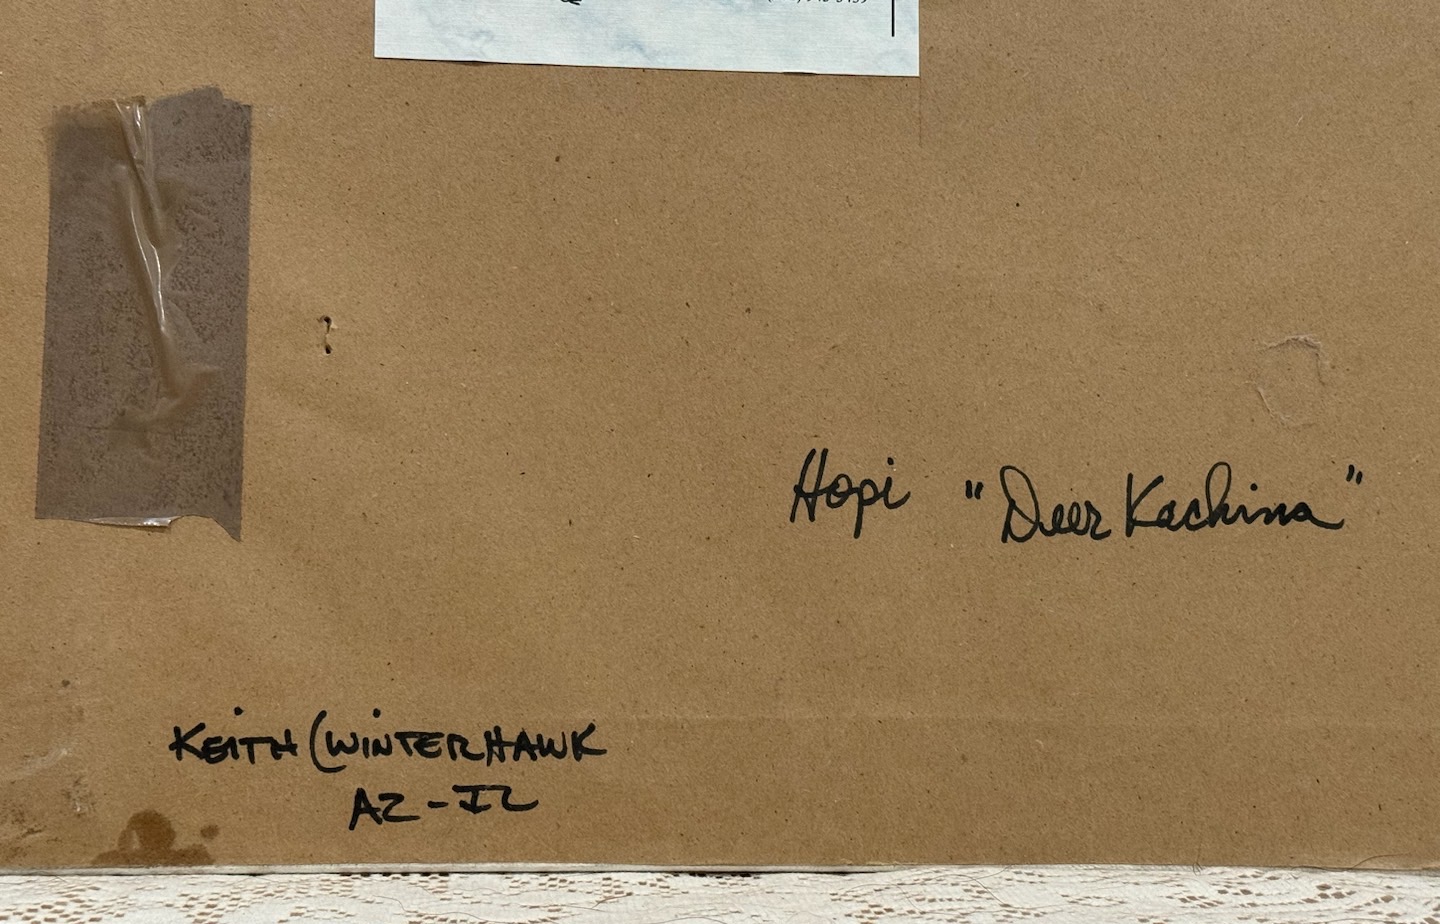 Hopi "Deer Kachina"
KEITH (WINTERHAWK
AZ-IL